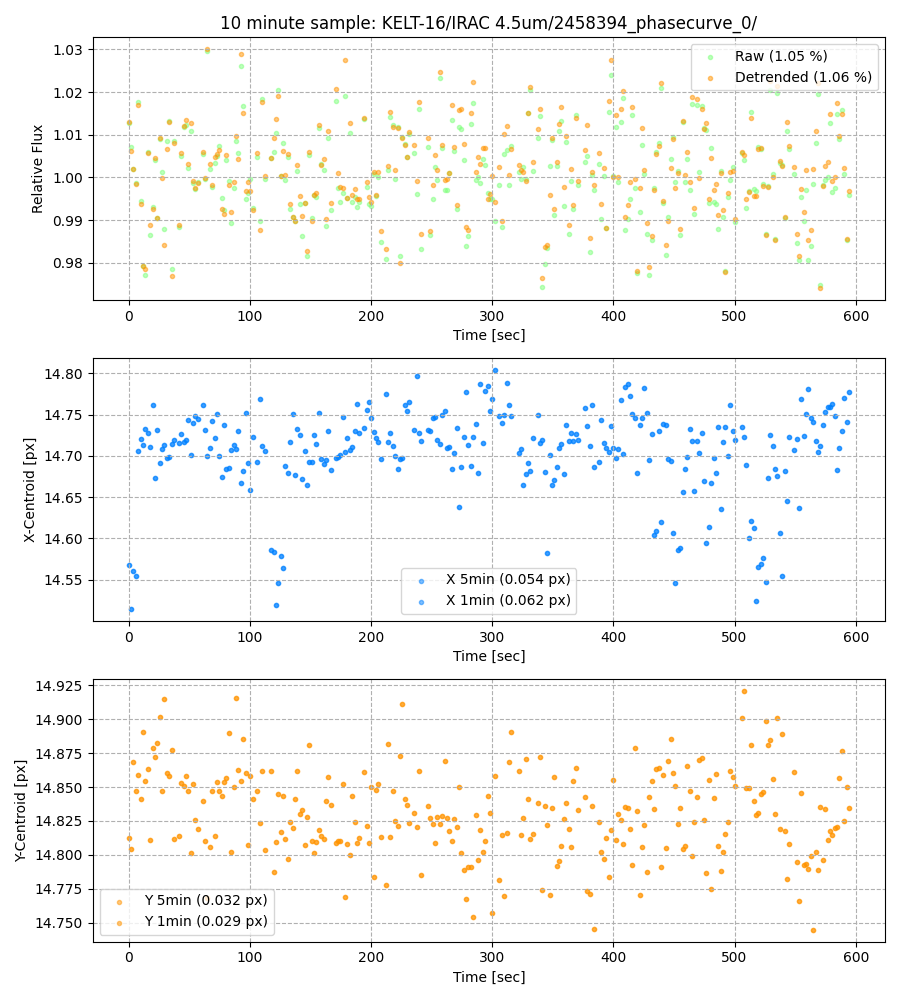 10 minute sample: KELT-16/IRAC 4.5um/2458394_phasecurve_0/
Raw (1.05 %)
Detrended (1.06 %)
Relative Flux
1.03
1.02
1.01
1.00
0.99
0.98
0 100 200 300 400 500 600
Time [sec]
X-Centroid [px]
14.80
14.75
14.70
14.65
14.60
14.55
X 5min (0.054 px)
X 1min (0.062 px)
0 100 200 300 400 500 600
Time [sec]
Y-Centroid [px]
14.925
14.900
14.875
14.850
14.825
14.800
14.775
14.750
Y 5min (0.032 px)
Y 1min (0.029 px)
0 100 200 300 400 500 600
Time [sec]